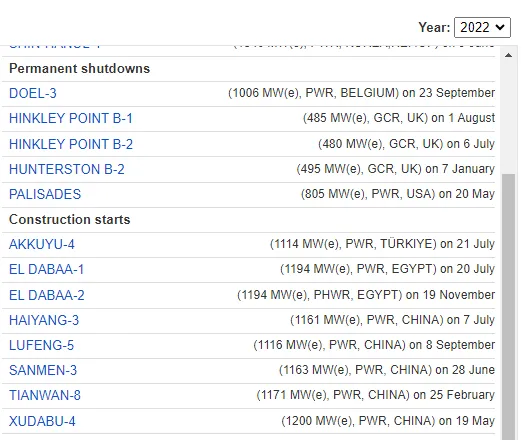 Year: 2022
Permanent shutdowns
DOEL-3 (1006 MW(e), PWR, BELGIUM) on 23 September
HINKLEY POINT B-1 (485 MW(e), GCR, UK) on 1 August
HINKLEY POINT B-2 (480 MW(e), GCR, UK) on 6 July
HUNTERSTON B-2 (495 MW(e), GCR, UK) on 7 January
PALISADES (805 MW(e), PWR, USA) on 20 May
Construction starts
AKKUYU-4 (1114 MW(e), PWR, TÜRKIYE) on 21 July
EL DABAA-1 (1194 MW(e), PWR, EGYPT) on 20 July
EL DABAA-2 (1194 MW(e), PHWR, EGYPT) on 19 November
HAIYANG-3 (1161 MW(e), PWR, CHINA) on 7 July
LUFENG-5 (1116 MW(e), PWR, CHINA) on 8 September
SANMEN-3 (1163 MW(e), PWR, CHINA) on 28 June
TIANWAN-8 (1171 MW(e), PWR, CHINA) on 25 February
XUDABU-4 (1200 MW(e), PWR, CHINA) on 19 May